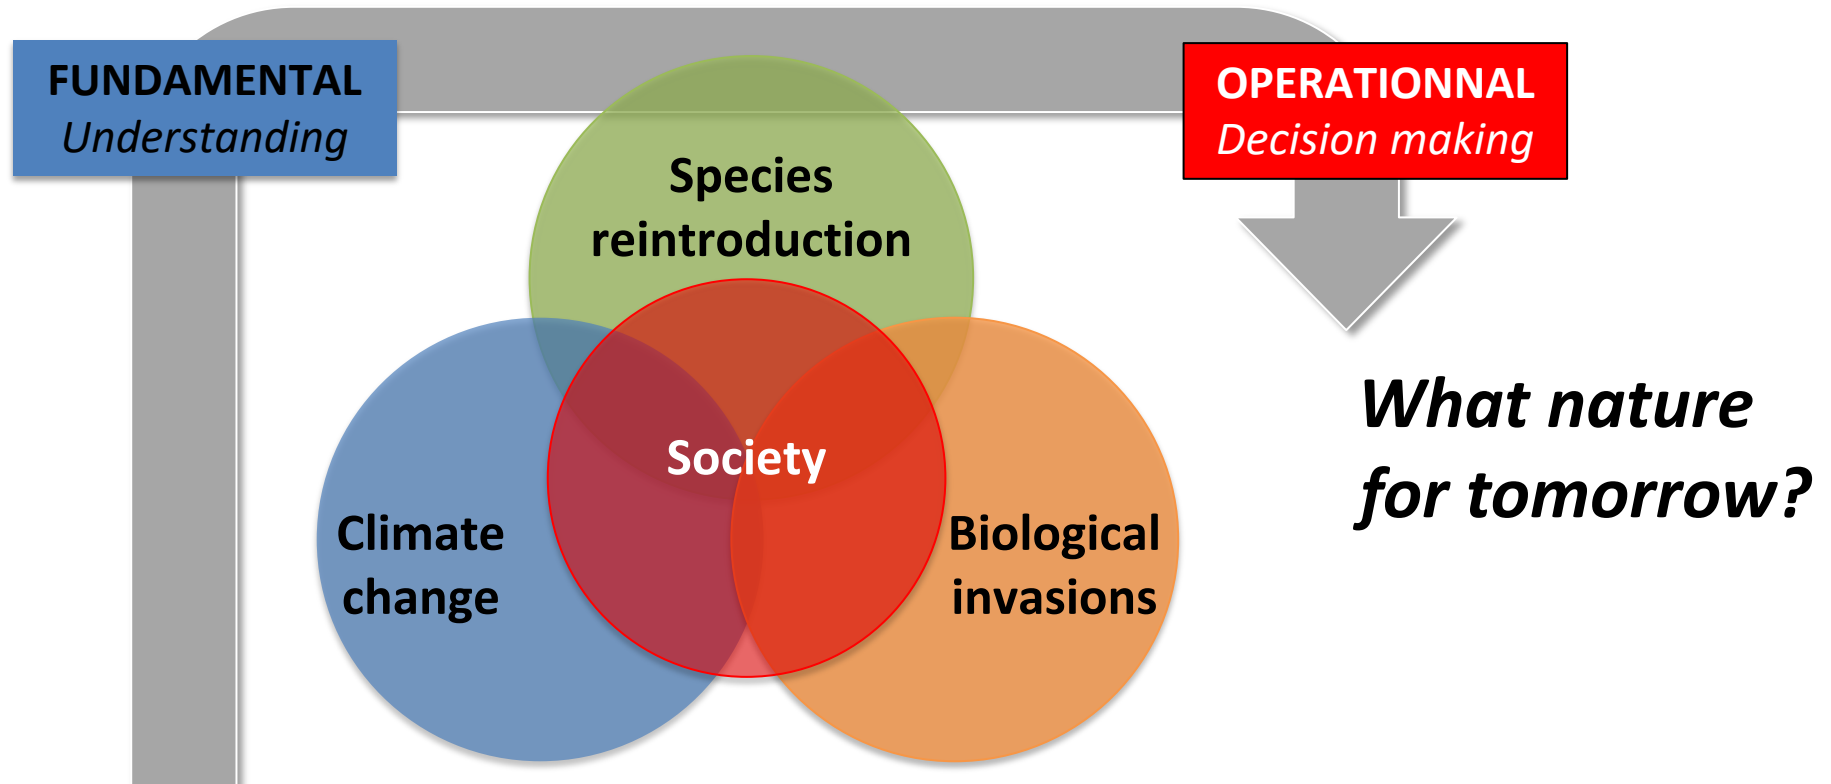 FUNDAMENTAL
Understanding
OPERATIONNAL
Decision making
Species
reintroduction
Society
Climate
change
Biological
invasions
What nature
for tomorrow?